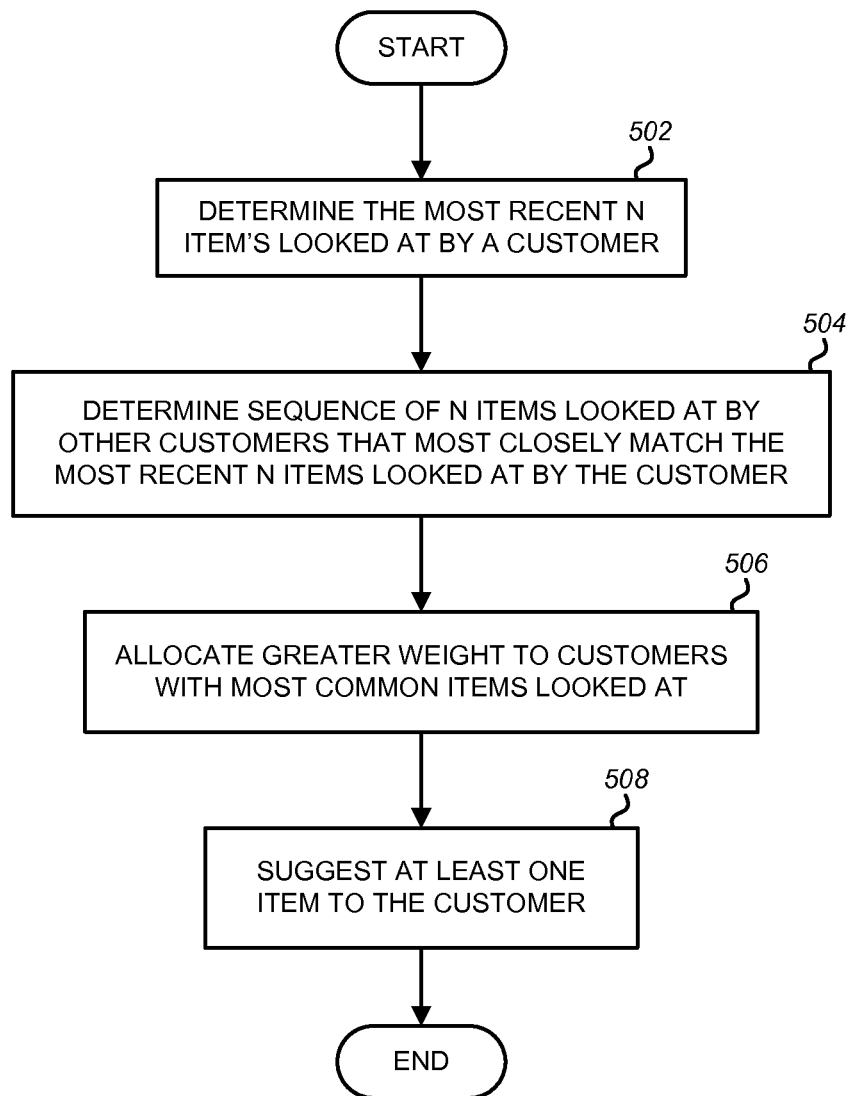 START
502
DETERMINE THE MOST RECENT N
ITEM'S LOOKED AT BY A CUSTOMER
504
DETERMINE SEQUENCE OF N ITEMS LOOKED AT BY
OTHER CUSTOMERS THAT MOST CLOSELY MATCH THE
MOST RECENT N ITEMS LOOKED AT BY THE CUSTOMER
506
ALLOCATE GREATER WEIGHT TO CUSTOMERS
WITH MOST COMMON ITEMS LOOKED AT
508
SUGGEST AT LEAST ONE
ITEM TO THE CUSTOMER
END